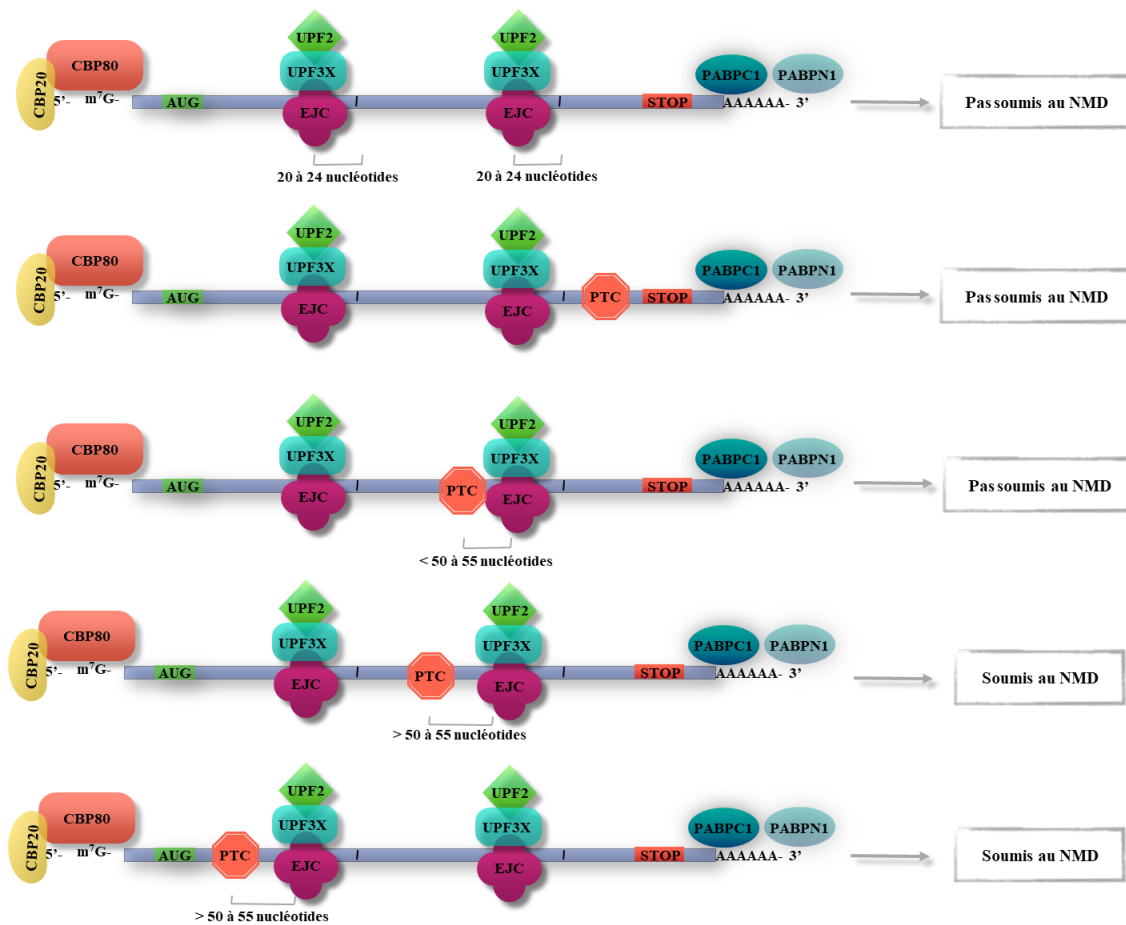 UPF2 UPF2
CBP80 UPF3X UPF3X PABPC1 PABPN1
CBP20 5’- m⁷G- AUG EJC EJC STOP AAAAAA- 3’ Pas soumis au NMD
20 à 24 nucléotides 20 à 24 nucléotides
UPF2 UPF2
CBP80 UPF3X UPF3X PABPC1 PABPN1
CBP20 5’- m⁷G- AUG EJC EJC PTC STOP AAAAAA- 3’ Pas soumis au NMD
UPF2 UPF2
CBP80 UPF3X UPF3X PABPC1 PABPN1
CBP20 5’- m⁷G- AUG EJC PTC EJC STOP AAAAAA- 3’ Pas soumis au NMD
< 50 à 55 nucléotides
UPF2 UPF2
CBP80 UPF3X UPF3X PABPC1 PABPN1
CBP20 5’- m⁷G- AUG EJC PTC EJC STOP AAAAAA- 3’ Soumis au NMD
> 50 à 55 nucléotides
UPF2 UPF2
CBP80 UPF3X UPF3X PABPC1 PABPN1
CBP20 5’- m⁷G- AUG PTC EJC EJC STOP AAAAAA- 3’ Soumis au NMD
> 50 à 55 nucléotides